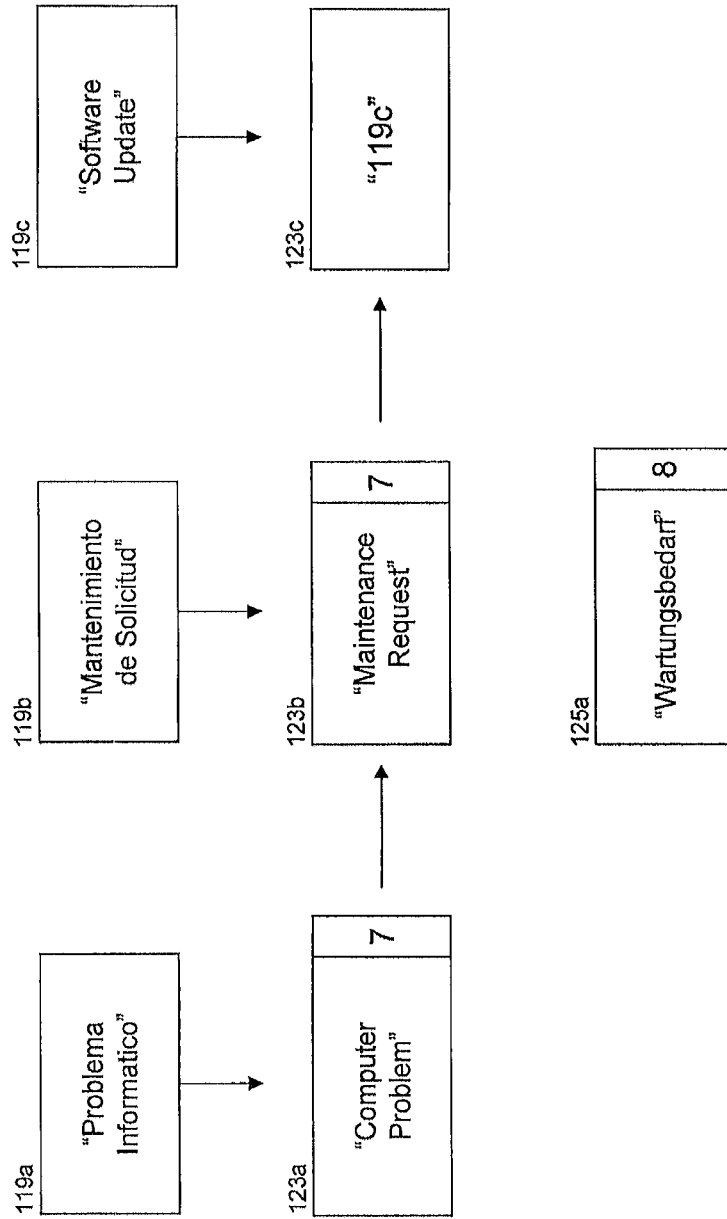 119a
“Problema
Informatico”
119b
“Mantenimiento
de Solicitud”
119c
“Software
Update”
123a
“Computer
Problem”
7
123b
“Maintenance
Request”
7
123c
“119c”
125a
“Wartungsbedarf”
8